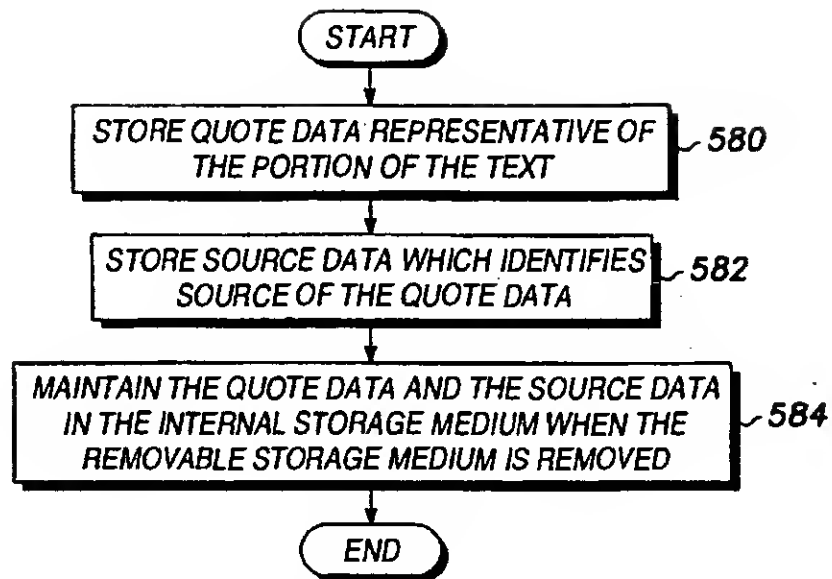 START
STORE QUOTE DATA REPRESENTATIVE OF
THE PORTION OF THE TEXT
580
STORE SOURCE DATA WHICH IDENTIFIES
SOURCE OF THE QUOTE DATA
582
MAINTAIN THE QUOTE DATA AND THE SOURCE DATA
IN THE INTERNAL STORAGE MEDIUM WHEN THE
REMOVABLE STORAGE MEDIUM IS REMOVED
584
END